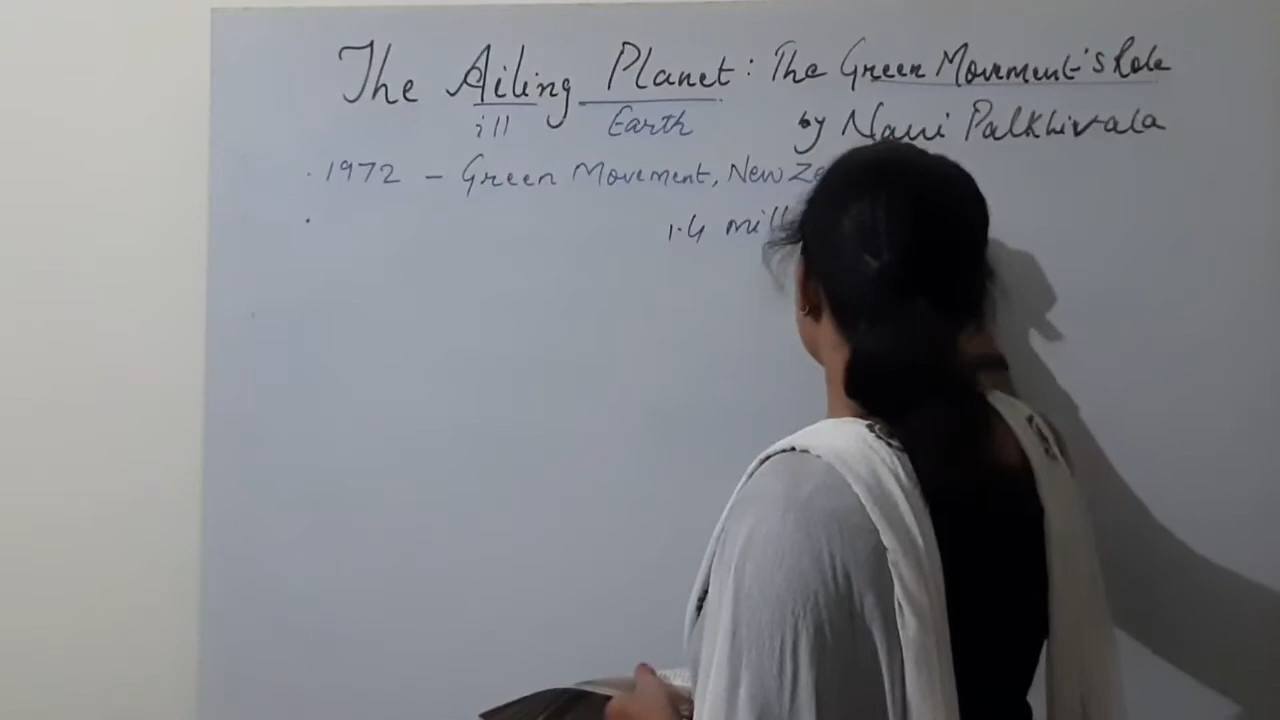 The Ailing Planet: The Green Movement's Role
ill Earth by Nani Palkhivala
. 1972 - Green Movement, New Ze
. 1.4 mill